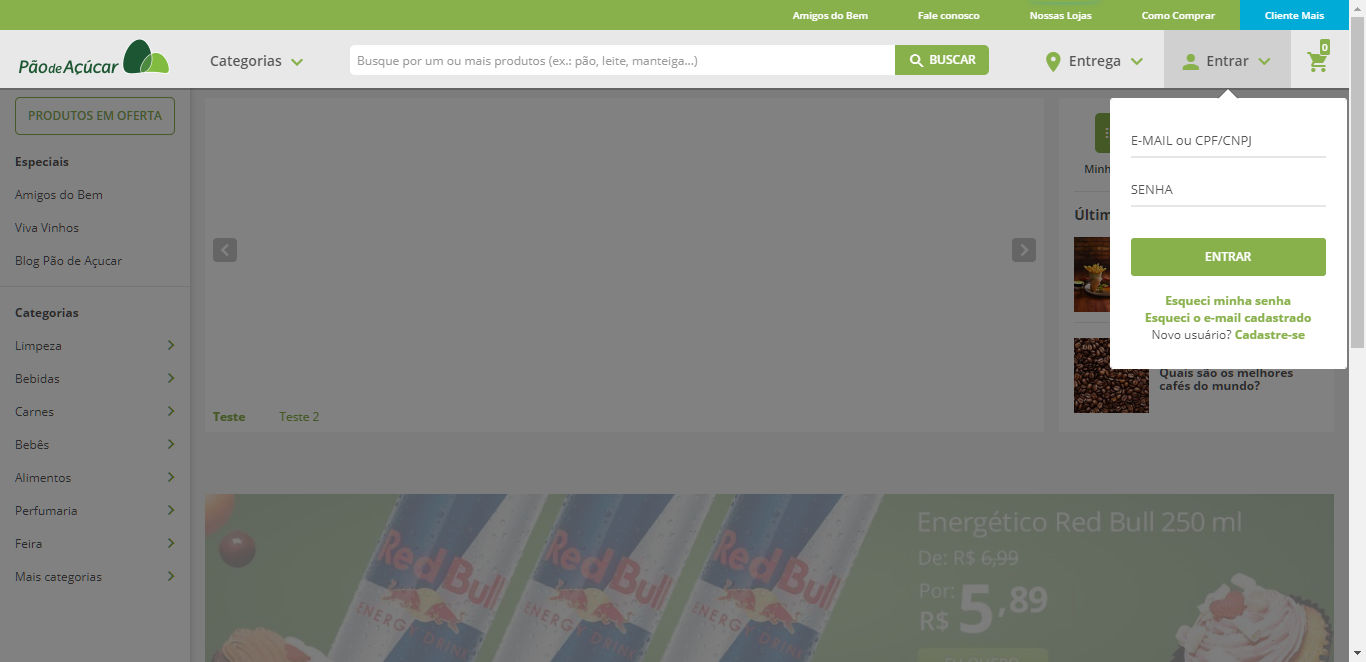 Amigos do Bem
Fale conosco
Nossas Lojas
Como Comprar
Cliente Mais
Pão de Açúcar
Categorias
Busque por um ou mais produtos (ex.: pão, leite, manteiga...)
BUSCAR
Entrega
Entrar
0
PRODUTOS EM OFERTA
Especiais
Amigos do Bem
Viva Vinhos
Blog Pão de Açucar
Categorias
Limpeza
Bebidas
Carnes
Bebês
Alimentos
Perfumaria
Feira
Mais categorias
Teste
Teste 2
Minh
Últim
Quais são os melhores
cafés do mundo?
E-MAIL ou CPF/CNPJ
SENHA
ENTRAR
Esqueci minha senha
Esqueci o e-mail cadastrado
Novo usuário? Cadastre-se
Red Bull
ENERGY DRINK
Red Bull
ENERGY DRINK
Red Bull
ENERGY DRINK
Energético Red Bull 250 ml
De: R$ 6,99
Por:
R$ 5,89